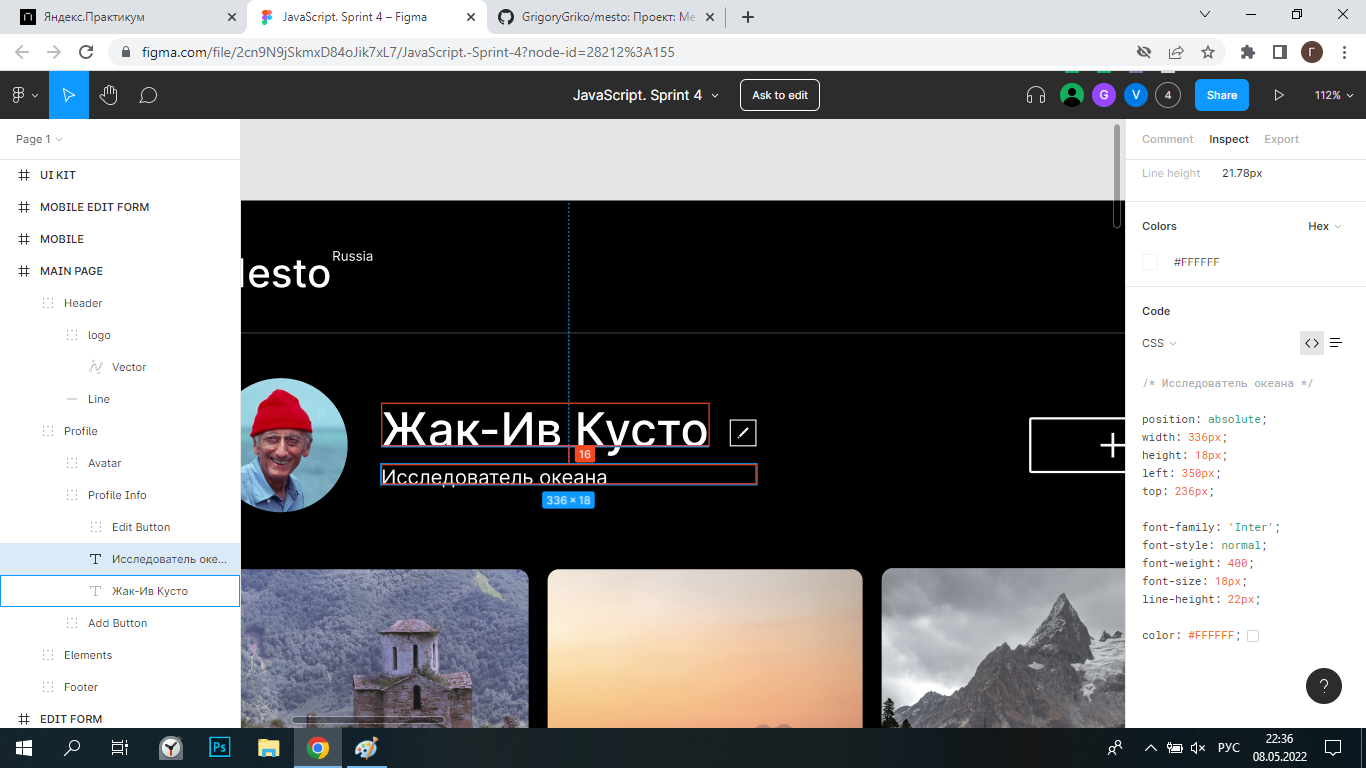 Яндекс.Практикум
JavaScript. Sprint 4 – Figma
GrigoryGriko/mesto: Проект: Ме
figma.com/file/2cn9N9jSkmxD84oJik7xL7/JavaScript.-Sprint-4?node-id=28212%3A155
Г
JavaScript. Sprint 4
Ask to edit
G
V
4
Share
112%
Page 1
UI KIT
MOBILE EDIT FORM
MOBILE
MAIN PAGE
Header
logo
Vector
Line
Profile
Avatar
Profile Info
Edit Button
Исследователь оке...
Жак-Ив Кусто
Add Button
Elements
Footer
EDIT FORM
lesto
Russia
Жак-Ив Кусто
16
Исследователь океана
336 × 18
Comment
Inspect
Export
Line height
21.78px
Colors
Hex
#FFFFFF
Code
CSS
/* Исследователь океана */
position: absolute;
width: 336px;
height: 18px;
left: 350px;
top: 236px;
font-family: 'Inter';
font-style: normal;
font-weight: 400;
font-size: 18px;
line-height: 22px;
color: #FFFFFF;
?
Ps
РУС
22:36
08.05.2022